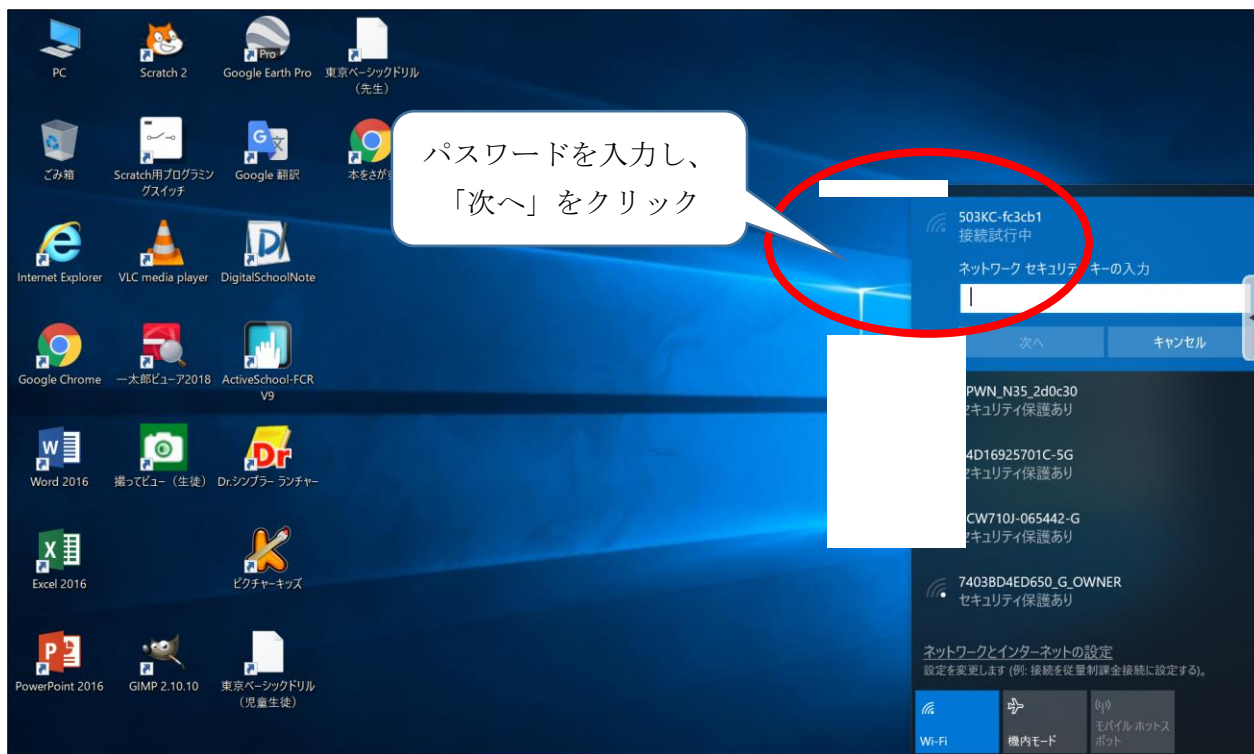 PC
Scratch 2
Pro
Google Earth Pro
東京ベーシックドリル
(先生)
ごみ箱
Scratch用プログラミン
グスイッチ
G 文
Google 翻訳
本をさがす
パスワードを入力し、
「次へ」をクリック
Internet Explorer
VLC media player
DigitalSchoolNote
Google Chrome
一太郎ビューア2018
ActiveSchool-FCR
V9
W
Word 2016
撮ってビュー (生徒)
Dr
Dr.シンプラー ランチャー
X
Excel 2016
ピクチャーキッズ
P
PowerPoint 2016
GIMP 2.10.10
東京ベーシックドリル
(児童生徒)
503KC-fc3cb1
接続試行中
ネットワーク セキュリティ キーの入力
次へ
キャンセル
PWN_N35_2d0c30
セキュリティ保護あり
4D16925701C-5G
セキュリティ保護あり
CW710J-065442-G
セキュリティ保護あり
7403BD4ED650_G_OWNER
セキュリティ保護あり
ネットワークとインターネットの設定
設定を変更します (例: 接続を従量制課金接続に設定する)。
Wi-Fi
機内モード
モバイル ホットス
ポット